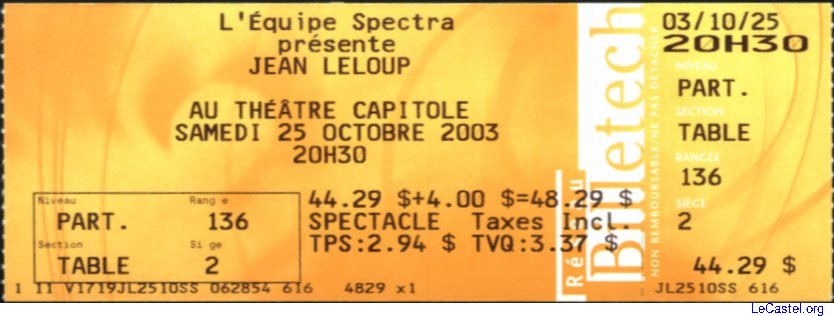 L'Équipe Spectra
présente
JEAN LELOUP
AU THÉÂTRE CAPITOLE
SAMEDI 25 OCTOBRE 2003
20H30
Niveau Rang e
PART. 136
Section Si ge
TABLE 2
44.29 $+4.00 $=48.29 $
SPECTACLE Taxes Incl.
TPS:2.94 $ TVQ:3.37 $
1 11 V1719JL2510SS 062854 616 4829 x1
Billetech
NON REMBOURSABLE/NE PAS DÉTACHER
03/10/25
20H30
NIVEAU
PART.
SECTION
TABLE
RANGÉE
136
SIÈGE
2
44.29 $
JL2510SS 616
LeCastel.org